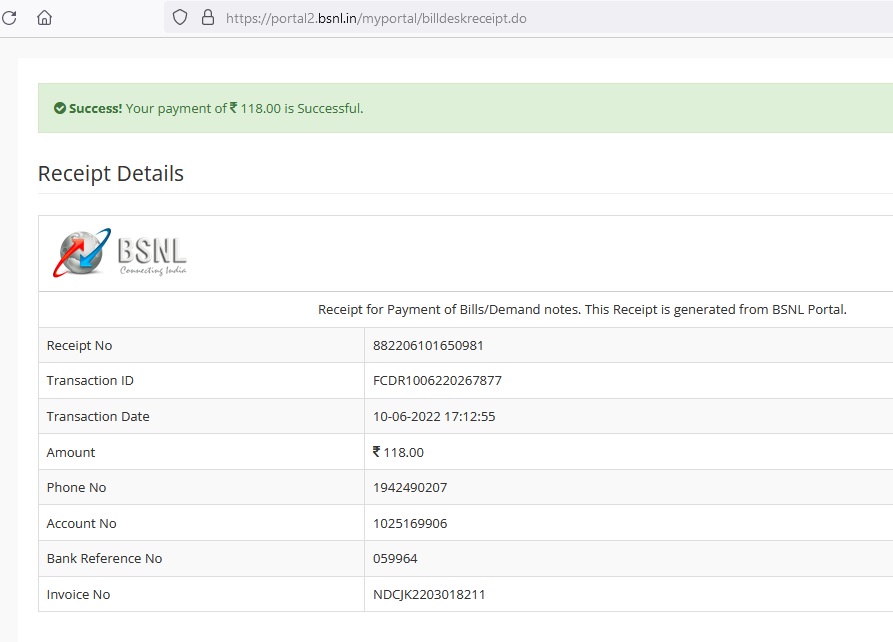 https://portal2.bsnl.in/myportal/billdeskreceipt.do
Success! Your payment of ₹ 118.00 is Successful.
Receipt Details
BSNL
Connecting India
Receipt for Payment of Bills/Demand notes. This Receipt is generated from BSNL Portal.
Receipt No 882206101650981
Transaction ID FCDR1006220267877
Transaction Date 10-06-2022 17:12:55
Amount ₹ 118.00
Phone No 1942490207
Account No 1025169906
Bank Reference No 059964
Invoice No NDCJK2203018211